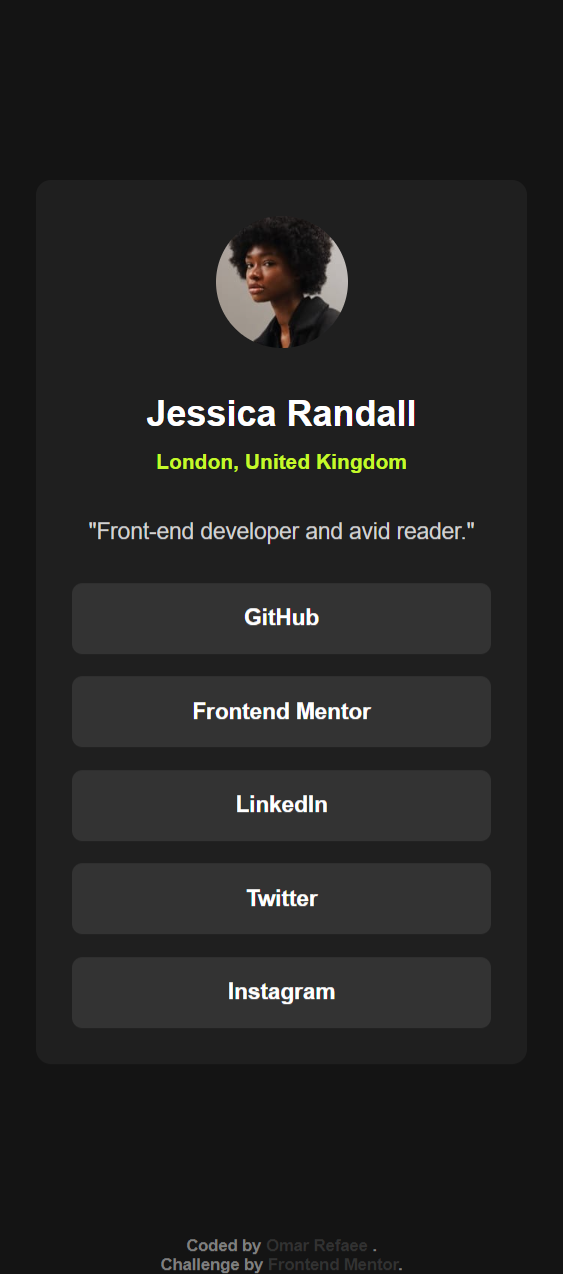 Jessica Randall
London, United Kingdom
"Front-end developer and avid reader."
GitHub
Frontend Mentor
LinkedIn
Twitter
Instagram
Coded by Omar Refaee .
Challenge by Frontend Mentor.